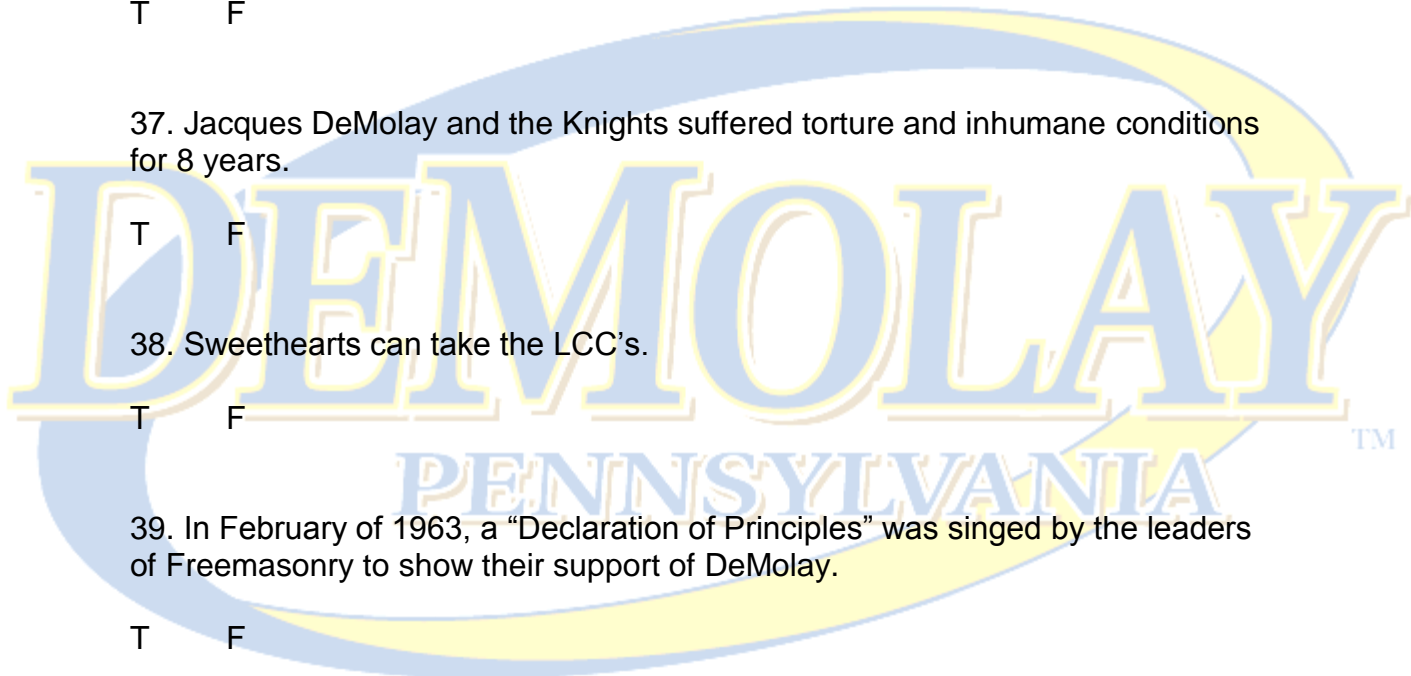 T F
37. Jacques DeMolay and the Knights suffered torture and inhumane conditions
for 8 years.
T F
38. Sweethearts can take the LCC’s.
T F
39. In February of 1963, a “Declaration of Principles” was singed by the leaders
of Freemasonry to show their support of DeMolay.
T F
DEMOLAY
TM
PENNSYLVANIA